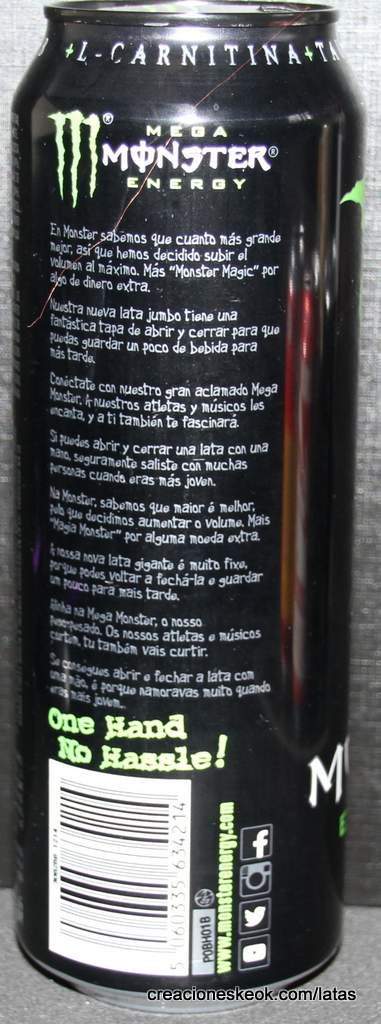 +L-CARNITINA+TA
MEGA
MONSTER®
ENERGY
En Monster sabemos que cuanto más grande
mejor, así que hemos decidido subir el
volumen al máximo. Más "Monster Magic" por
algo de dinero extra.
Nuestra nueva lata jumbo tiene una
fantástica tapa de abrir y cerrar para que
puedas guardar un poco de bebida para
más tarde.
Conéctate con nuestro gran aclamado Mega
Monster. A nuestros atletas y músicos les
encanta, y a ti también te fascinará.
Si puedes abrir y cerrar una lata con una
mano, seguramente saliste con muchas
personas cuando eras más joven.
Na Monster, sabemos que maior é melhor,
pelo que decidimos aumentar o volume. Mais
"Magia Monster" por alguma moeda extra.
A nossa nova lata gigante é muito fixe,
porque podes voltar a fechá-la e guardar
um pouco para mais tarde.
Alinha na Mega Monster, o nosso
Os nossos atletas e músicos
curtem, tu também vais curtir.
Se consegues abrir e fechar a lata com
uma mão, é porque namoravas muito quando
eras mais jovem...
One Hand
No Hassle!
5 060335 634214
POBH01B
www.monsterenergy.com
MO
E
creacioneskeok.com/latas